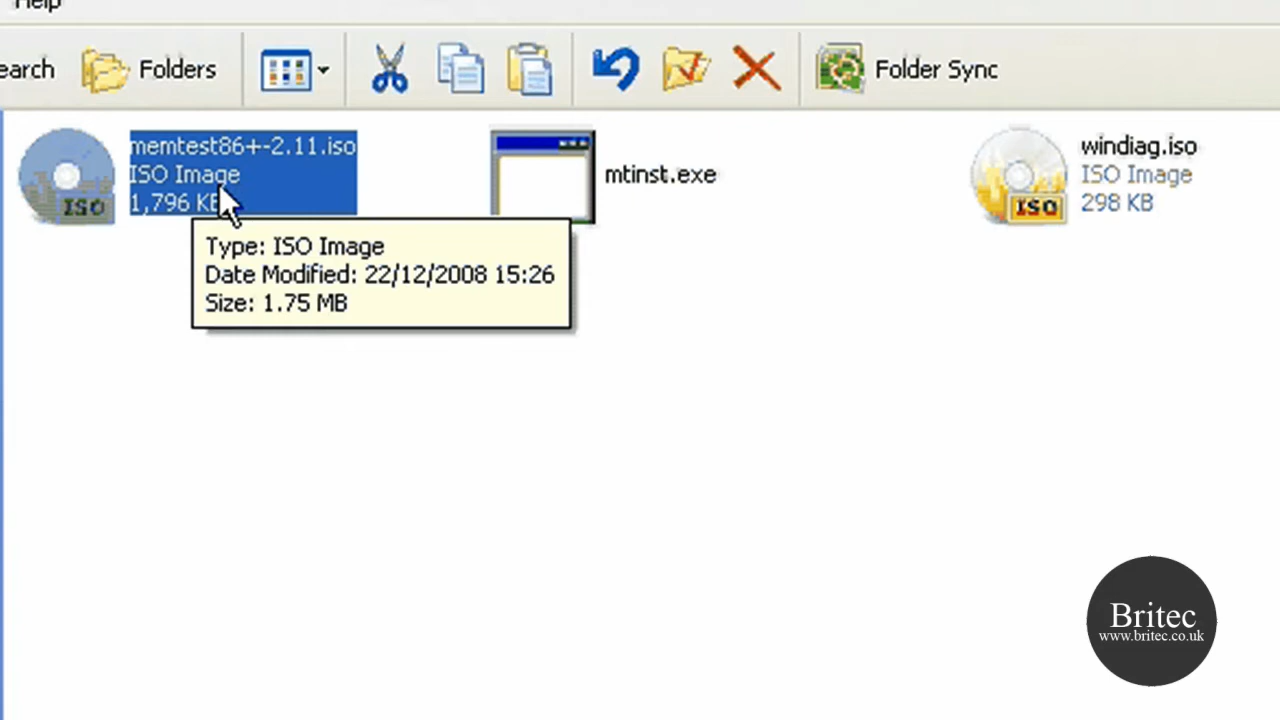 Help
earch
Folders
Folder Sync
memtest86+-2.11.iso
ISO Image
1,796 KB
ISO
mtinst.exe
windiag.iso
ISO Image
298 KB
ISO
Type: ISO Image
Date Modified: 22/12/2008 15:26
Size: 1.75 MB
Britec
www.britec.co.uk